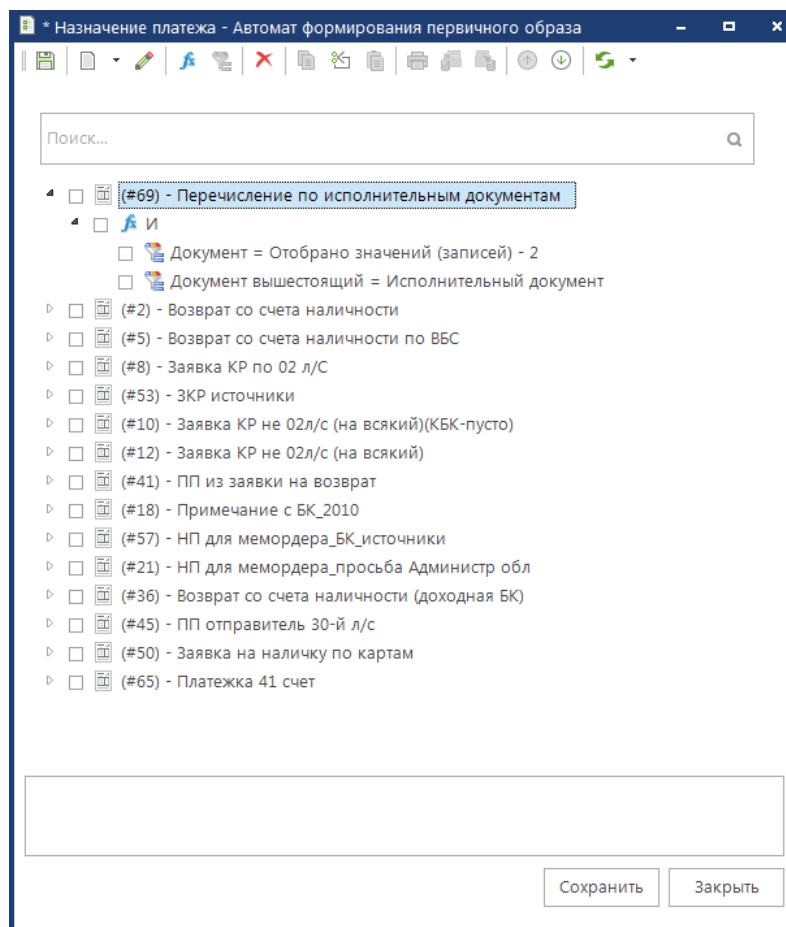 * Назначение платежа - Автомат формирования первичного образа
Поиск...
(#69) - Перечисление по исполнительным документам
И
Документ = Отобрано значений (записей) - 2
Документ вышестоящий = Исполнительный документ
(#2) - Возврат со счета наличности
(#5) - Возврат со счета наличности по ВБС
(#8) - Заявка КР по 02 л/С
(#53) - ЗКР источники
(#10) - Заявка КР не 02л/с (на всякий)(КБК-пусто)
(#12) - Заявка КР не 02л/с (на всякий)
(#41) - ПП из заявки на возврат
(#18) - Примечание с БК_2010
(#57) - НП для мемордера_БК_источники
(#21) - НП для мемордера_просьба Администр обл
(#36) - Возврат со счета наличности (доходная БК)
(#45) - ПП отправитель 30-й л/с
(#50) - Заявка на наличку по картам
(#65) - Платежка 41 счет
Сохранить Закрыть